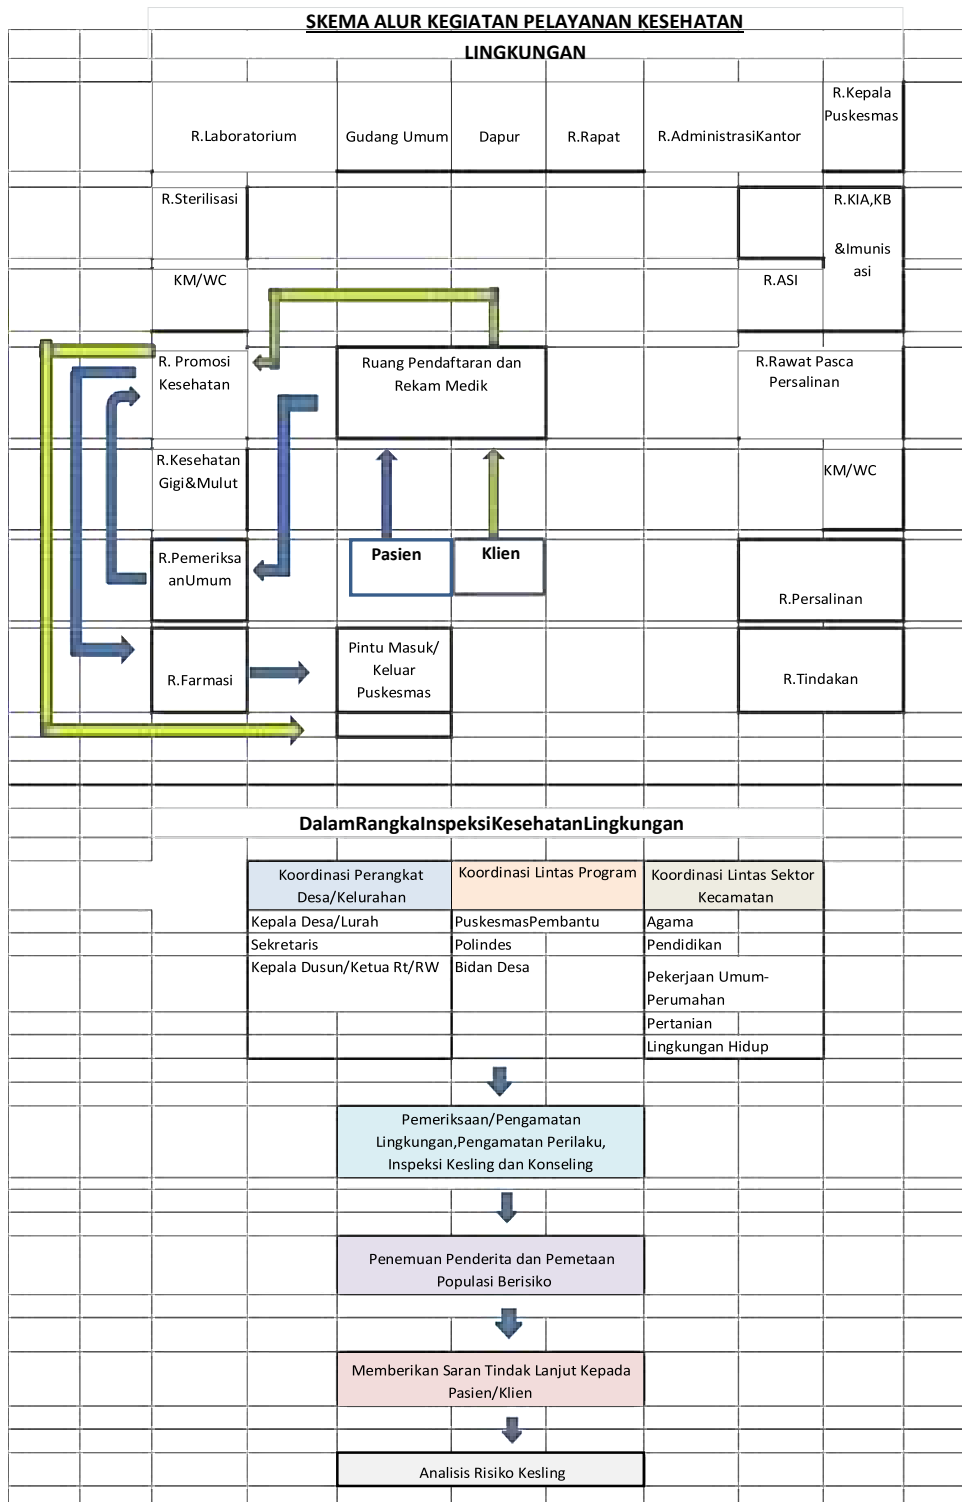 SKEMA ALUR KEGIATAN PELAYANAN KESEHATAN
LINGKUNGAN
R.Kepala
Puskesmas
R.Laboratorium
Gudang Umum
Dapur
R.Rapat
R.AdministrasiKantor
R.Sterilisasi
R.KIA,KB
&Imunis
asi
KM/WC
R.ASI
R. Promosi
Kesehatan
Ruang Pendaftaran dan
Rekam Medik
R.Rawat Pasca
Persalinan
R.Kesehatan
Gigi&Mulut
KM/WC
R.Pemeriksa
anUmum
Pasien
Klien
R.Persalinan
R.Farmasi
Pintu Masuk/
Keluar
Puskesmas
R.Tindakan
DalamRangkaInspeksiKesehatanLingkungan
Koordinasi Perangkat
Desa/Kelurahan
Koordinasi Lintas Program
Koordinasi Lintas Sektor
Kecamatan
Kepala Desa/Lurah
PuskesmasPembantu
Agama
Sekretaris
Polindes
Pendidikan
Kepala Dusun/Ketua Rt/RW
Bidan Desa
Pekerjaan Umum-
Perumahan
Pertanian
Lingkungan Hidup
Pemeriksaan/Pengamatan
Lingkungan,Pengamatan Perilaku,
Inspeksi Kesling dan Konseling
Penemuan Penderita dan Pemetaan
Populasi Berisiko
Memberikan Saran Tindak Lanjut Kepada
Pasien/Klien
Analisis Risiko Kesling